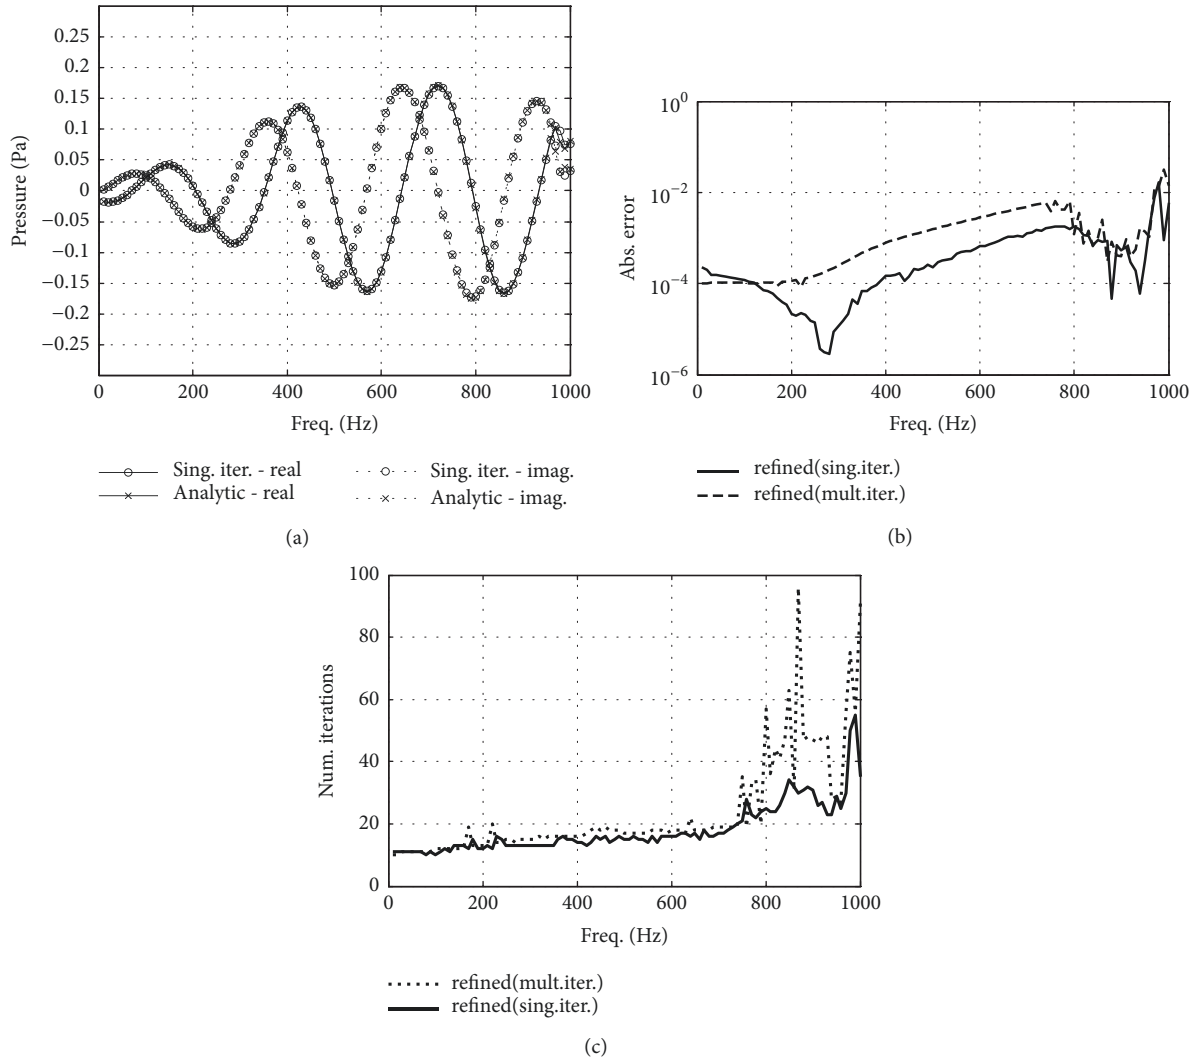 0.25
0.2
0.15
0.1
0.05
0
−0.05
−0.1
−0.15
−0.2
−0.25
Pressure (Pa)
0 200 400 600 800 1000
Freq. (Hz)
Sing. iter. - real
Analytic - real
Sing. iter. - imag.
Analytic - imag.
(a)
10^0
10^−2
10^−4
10^−6
Abs. error
0 200 400 600 800 1000
Freq. (Hz)
refined(sing.iter.)
refined(mult.iter.)
(b)
100
80
60
40
20
0
Num. iterations
0 200 400 600 800 1000
Freq. (Hz)
refined(mult.iter.)
refined(sing.iter.)
(c)